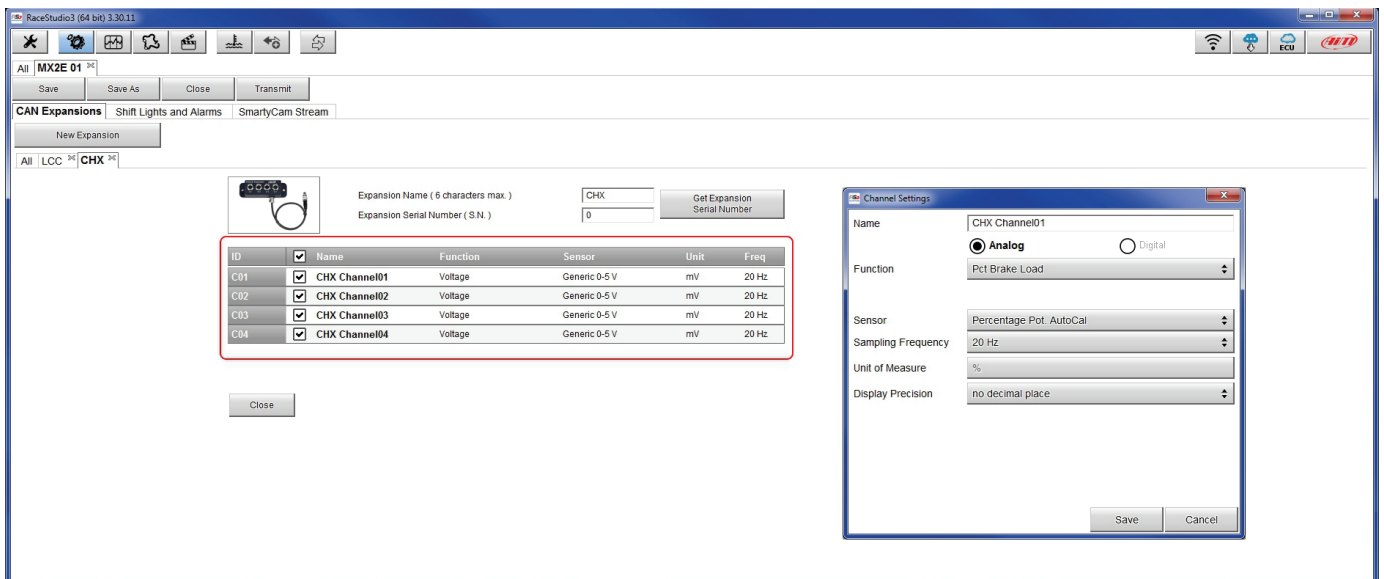 RaceStudio3 (64 bit) 3.30.11
ECU
AiM
All MX2E 01
Save Save As Close Transmit
CAN Expansions Shift Lights and Alarms SmartyCam Stream
New Expansion
All LCC CHX
Expansion Name ( 6 characters max. ) CHX
Expansion Serial Number ( S.N. ) 0
Get Expansion
Serial Number
ID Name Function Sensor Unit Freq
C01 CHX Channel01 Voltage Generic 0-5 V mV 20 Hz
C02 CHX Channel02 Voltage Generic 0-5 V mV 20 Hz
C03 CHX Channel03 Voltage Generic 0-5 V mV 20 Hz
C04 CHX Channel04 Voltage Generic 0-5 V mV 20 Hz
Close
Channel Settings
Name CHX Channel01
Analog Digital
Function Pct Brake Load
Sensor Percentage Pot. AutoCal
Sampling Frequency 20 Hz
Unit of Measure %
Display Precision no decimal place
Save Cancel